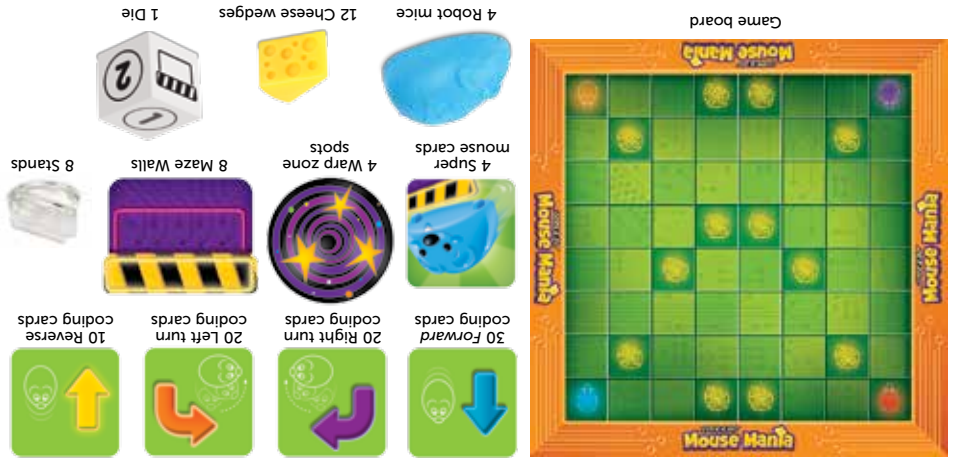 Mouse Mania
Mouse Mania
Mouse Mania
Mouse Mania
Game board
30 Forward
coding cards
20 Right turn
coding cards
20 Left turn
coding cards
10 Reverse
coding cards
4 Super
mouse cards
4 Warp zone
spots
8 Maze Walls
8 Stands
4 Robot mice
12 Cheese wedges
1
2
1 Die